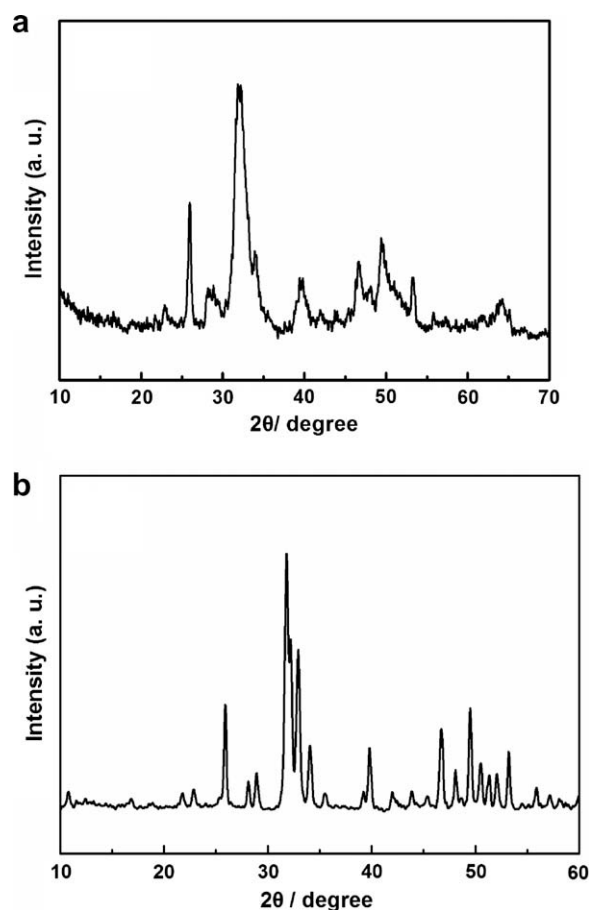 a
Intensity (a. u.)
10 20 30 40 50 60 70
2θ/ degree
b
Intensity (a. u.)
10 20 30 40 50 60
2θ / degree